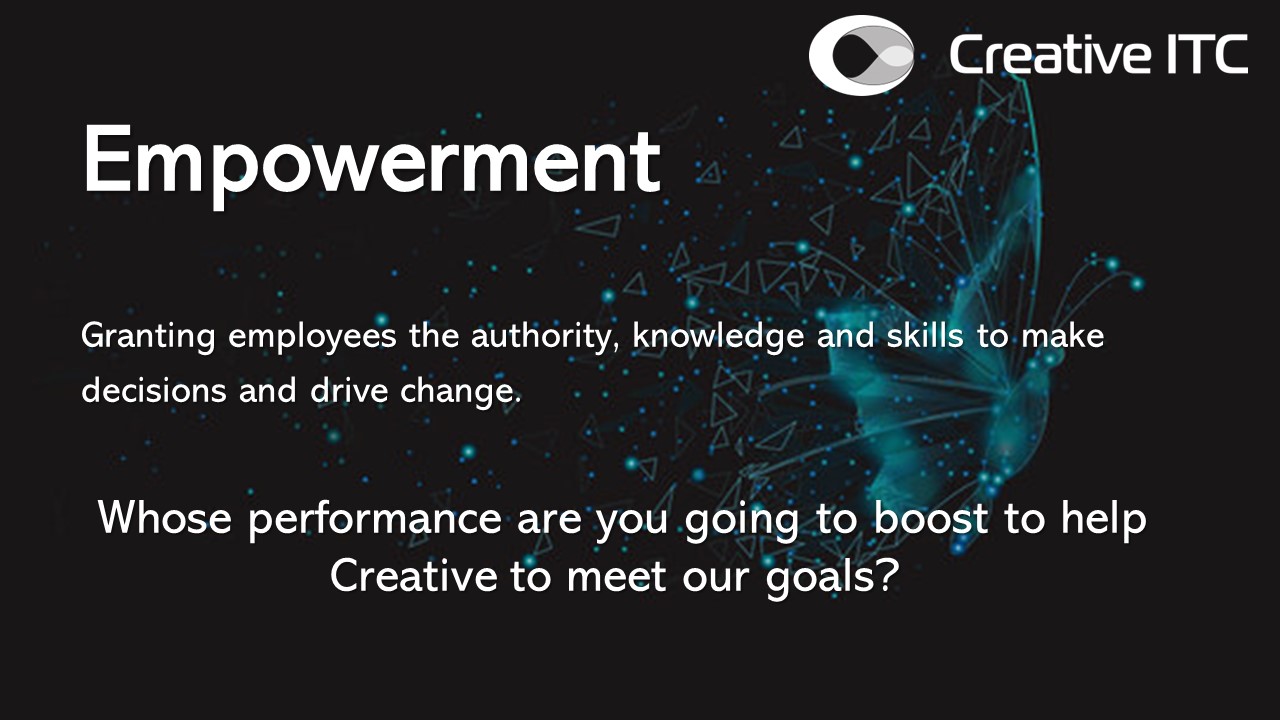 Creative ITC
Empowerment
Granting employees the authority, knowledge and skills to make
decisions and drive change.
Whose performance are you going to boost to help
Creative to meet our goals?